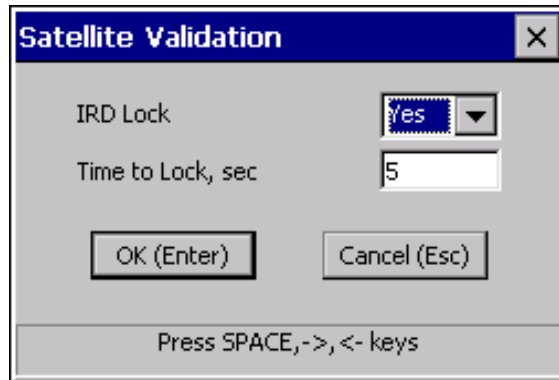 Satellite Validation
IRD Lock Yes
Time to Lock, sec 5
OK (Enter) Cancel (Esc)
Press SPACE,->,<- keys